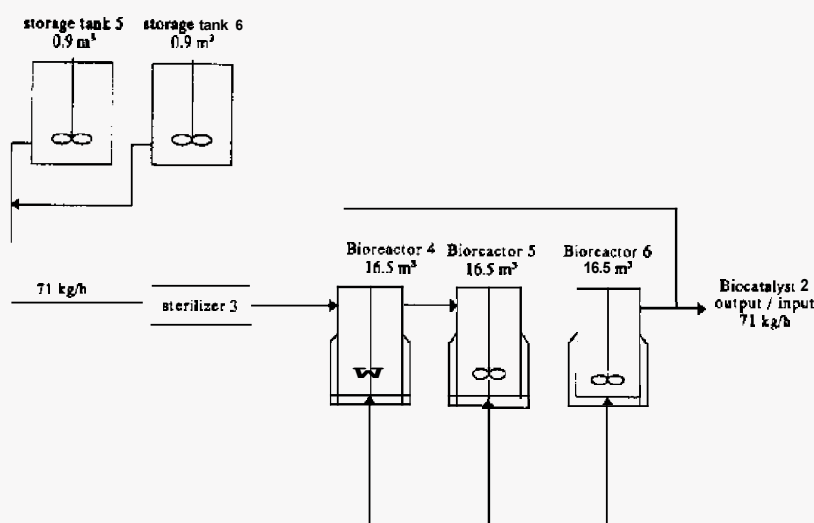 storage tank 5
0.9 m³
storage tank 6
0.9 m³
Bioreactor 4
16.5 m³
Bioreactor 5
16.5 m³
Bioreactor 6
16.5 m³
71 kg/h
sterilizer 3
Biocatalyst 2
output / input
71 kg/h